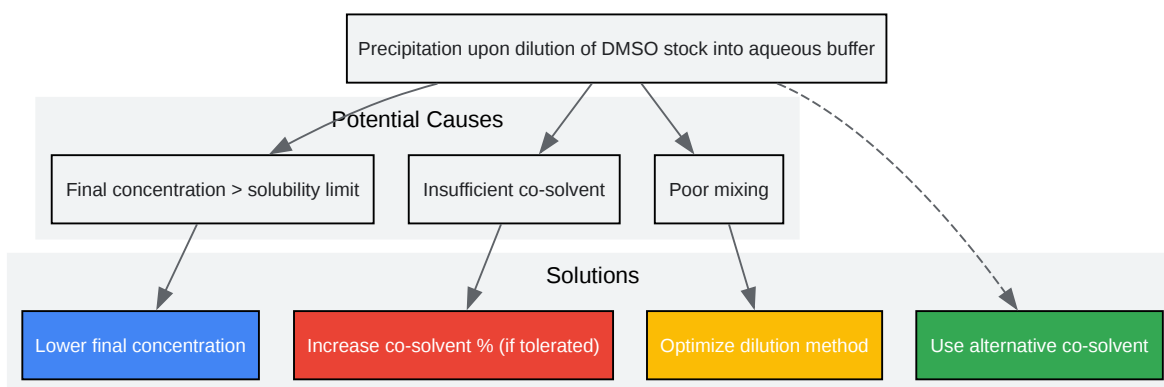 Precipitation upon dilution of DMSO stock into aqueous buffer
Potential Causes
Final concentration > solubility limit
Insufficient co-solvent
Poor mixing
Solutions
Lower final concentration
Increase co-solvent % (if tolerated)
Optimize dilution method
Use alternative co-solvent